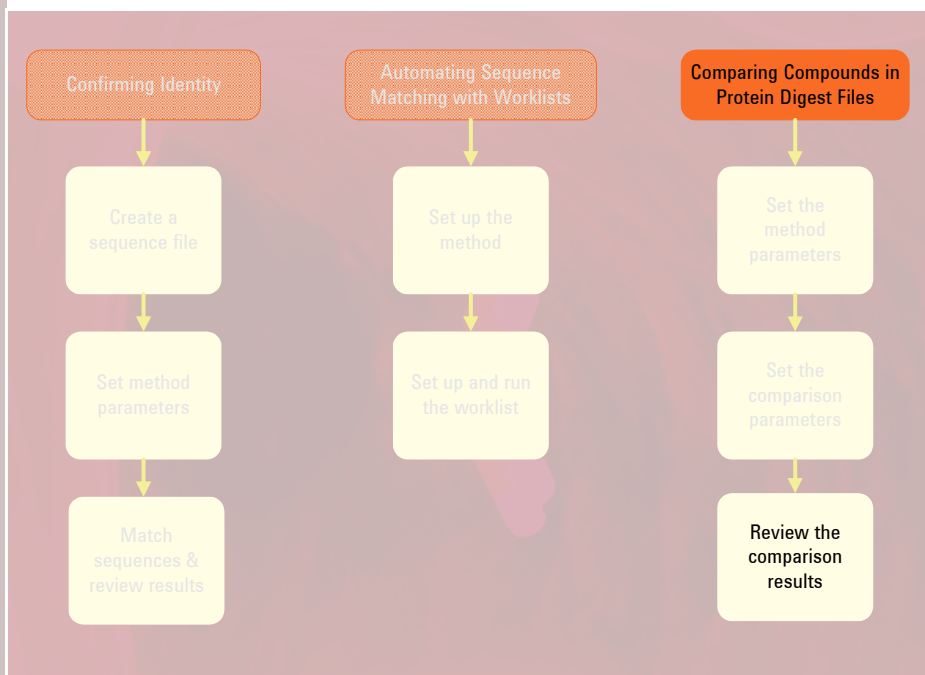 Confirming Identity
Create a
sequence file
Set method
parameters
Match
sequences &
review results
Automating Sequence
Matching with Worklists
Set up the
method
Set up and run
the worklist
Comparing Compounds in
Protein Digest Files
Set the
method
parameters
Set the
comparison
parameters
Review the
comparison
results